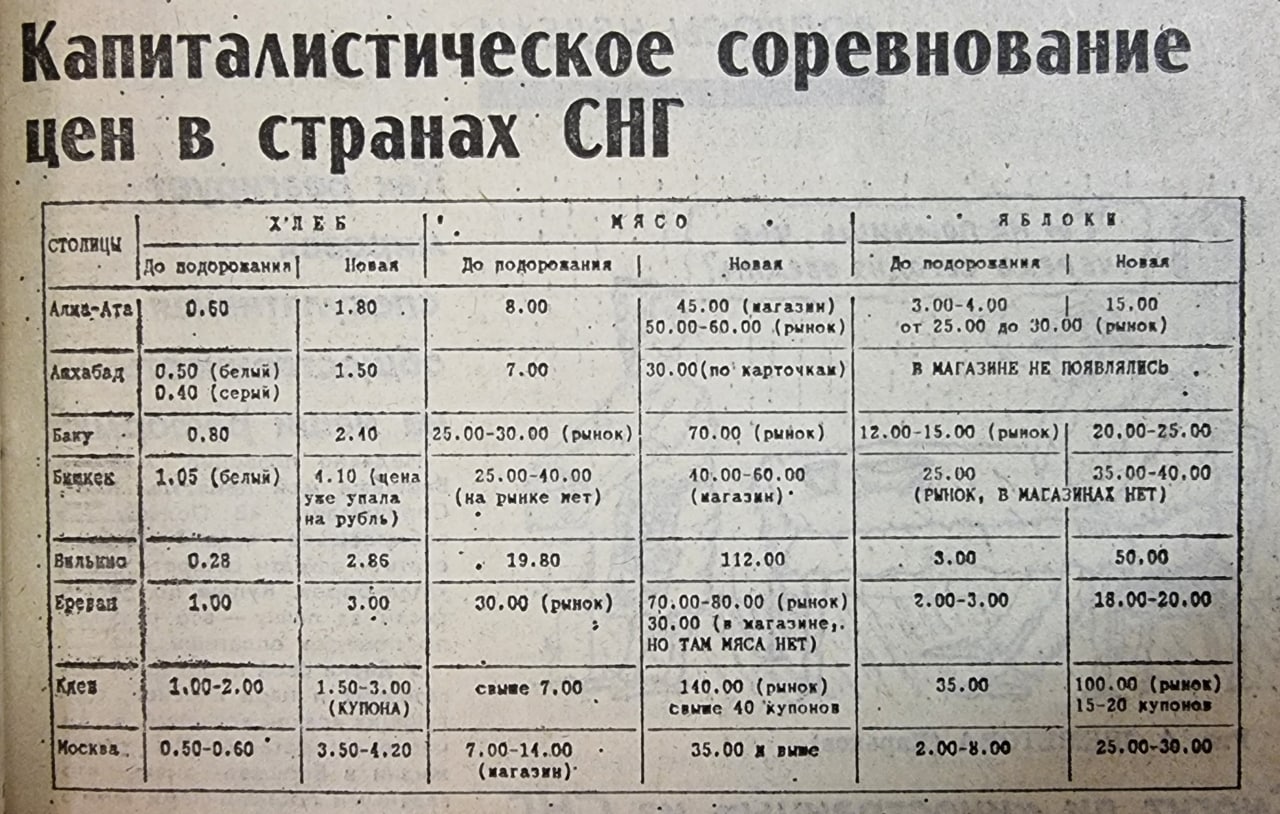 Капиталистическое соревнование
цен в странах СНГ
СТОЛИЦЫ ХЛЕБ МЯСО ЯБЛОКИ
До подорожания Новая До подорожания Новая До подорожания Новая
Алма-Ата 0.60 1.80 8.00 45.00 (магазин) 3.00-4.00 15.00
50.00-60.00 (рынок) от 25.00 до 30.00 (рынок)
Ашхабад 0.50 (белый) 1.50 7.00 30.00(по карточкам) В МАГАЗИНЕ НЕ ПОЯВЛЯЛИСЬ
0.40 (серый)
Баку 0.80 2.40 25.00-30.00 (рынок) 70.00 (рынок) 12.00-15.00 (рынок) 20.00-25.00
Бишкек 1.05 (белый) 4.10 (цена 25.00-40.00 40.00-60.00 25.00 35.00-40.00
уже упала (на рынке нет) (магазин) (РЫНОК, В МАГАЗИНАХ НЕТ)
на рубль)
Вильнюс 0.28 2.86 19.80 112.00 3.00 50.00
Ереван 1.00 3.00 30.00 (рынок) 70.00-80.00 (рынок) 2.00-3.00 18.00-20.00
30.00 (в магазине,
НО ТАМ МЯСА НЕТ)
Киев 1.00-2.00 1.50-3.00 свыше 7.00 140.00 (рынок) 35.00 100.00 (рынок)
(КУПОНА) свыше 40 купонов 15-20 купонов
Москва 0.50-0.60 3.50-4.20 7.00-14.00 35.00 и выше 2.00-8.00 25.00-30.00
(магазин)